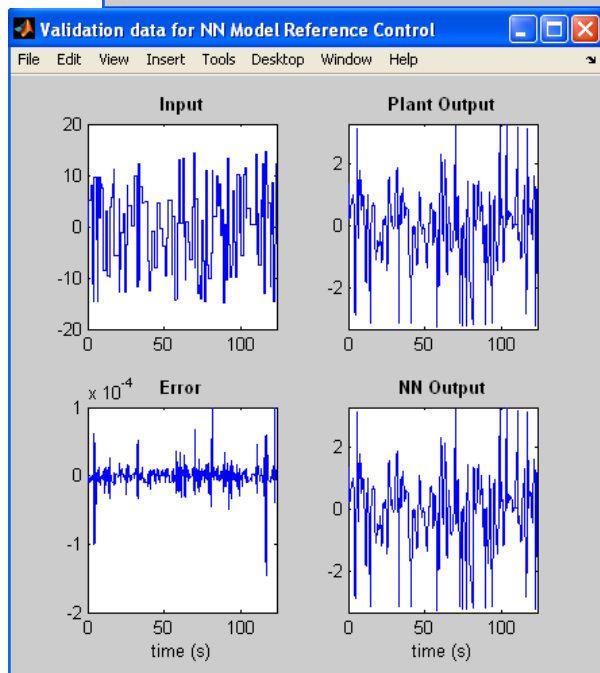 Validation data for NN Model Reference Control
File Edit View Insert Tools Desktop Window Help
Input
20
10
0
-10
-20
0 50 100
Plant Output
2
0
-2
0 50 100
Error
x 10^-4
1
0
-1
-2
0 50 100
time (s)
NN Output
2
0
-2
0 50 100
time (s)